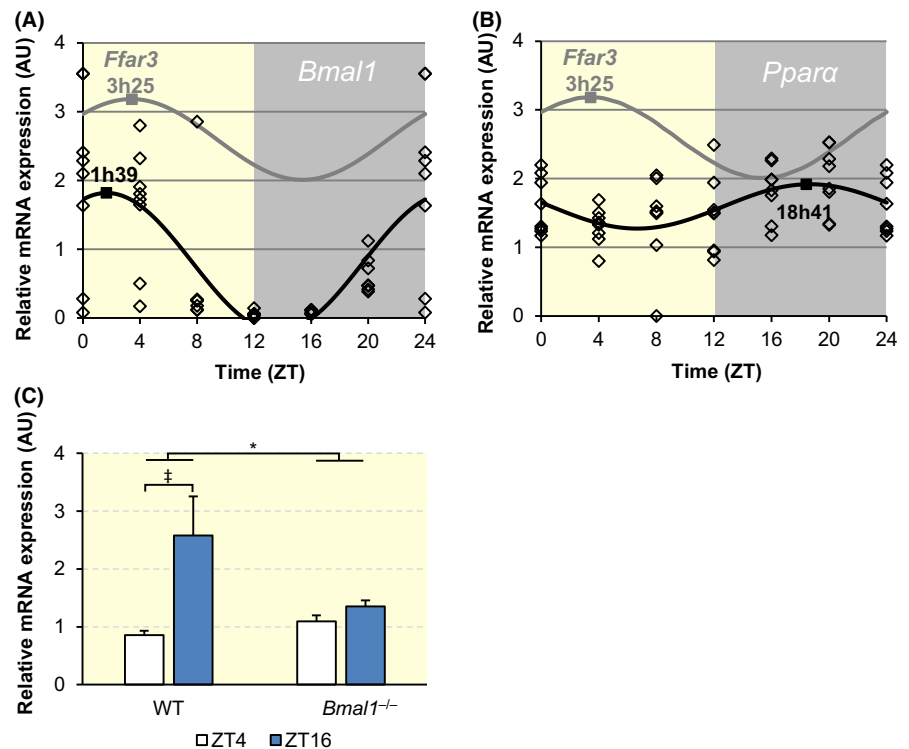 (A)
Relative mRNA expression (AU)
4
3
2
1
0
Ffar3
3h25
Bmal1
1h39
0 4 8 12 16 20 24
Time (ZT)
(B)
Relative mRNA expression (AU)
4
3
2
1
0
Ffar3
3h25
Pparα
18h41
0 4 8 12 16 20 24
Time (ZT)
(C)
Relative mRNA expression (AU)
4
3
2
1
0
*
‡
WT Bmal1⁻/⁻
ZT4 ZT16